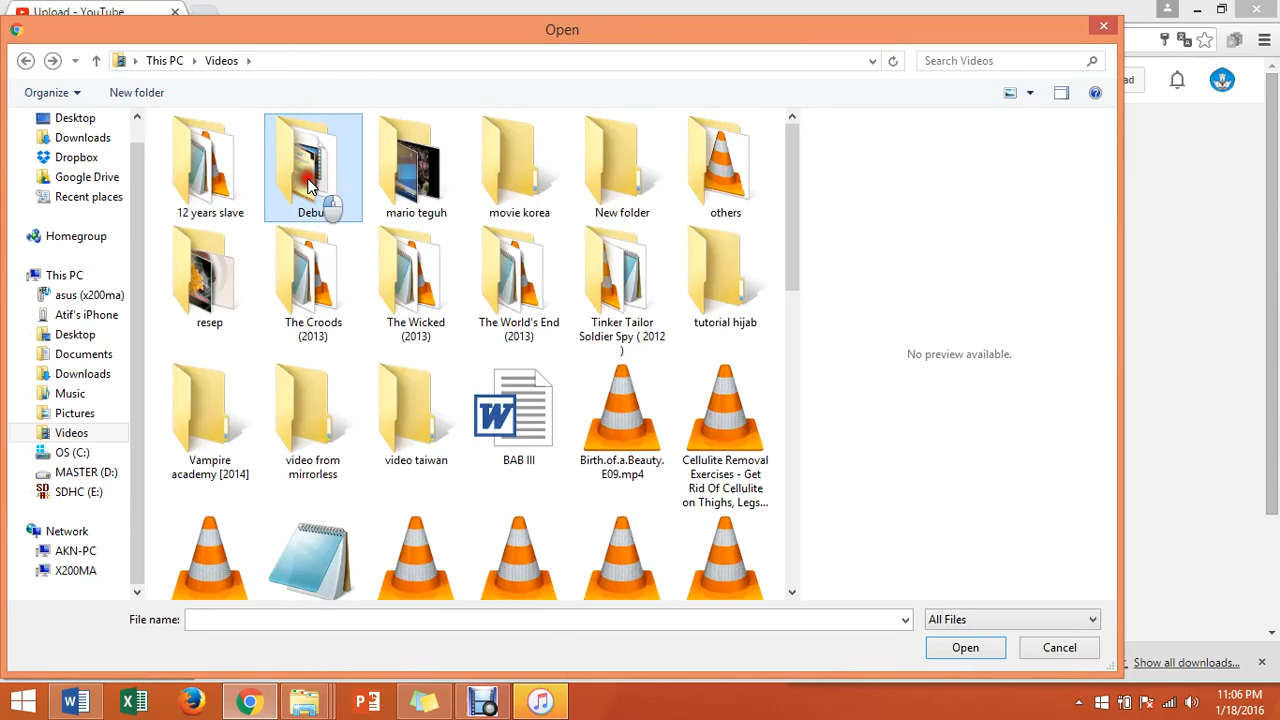 Upload - YouTube
Open
This PC
Videos
Search Videos
Organize
New folder
ad
Desktop
Downloads
Dropbox
Google Drive
Recent places
Homegroup
This PC
asus (x200ma)
Atif's iPhone
Desktop
Documents
Downloads
Music
Pictures
Videos
OS (C:)
MASTER (D:)
SDHC (E:)
Network
AKN-PC
X200MA
12 years slave
Debu
mario teguh
movie korea
New folder
others
resep
The Croods
(2013)
The Wicked
(2013)
The World's End
(2013)
Tinker Tailor
Soldier Spy ( 2012
)
tutorial hijab
Vampire
academy [2014]
video from
mirrorless
video taiwan
BAB III
Birth.of.a.Beauty.
E09.mp4
Cellulite Removal
Exercises - Get
Rid Of Cellulite
on Thighs, Legs...
No preview available.
File name:
All Files
Open
Cancel
Show all downloads...
11:06 PM
1/18/2016